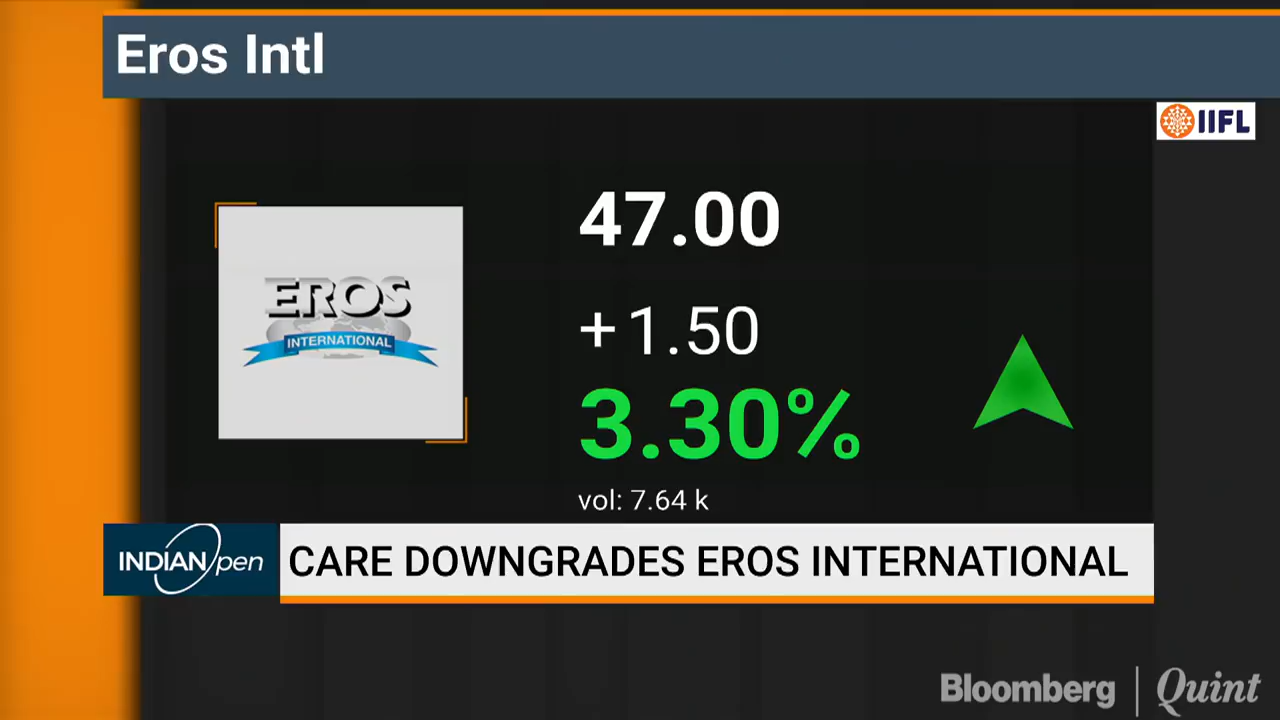 Eros Intl
IIFL
47.00
EROS
INTERNATIONAL
+1.50
3.30%
vol: 7.64 k
INDIAN Open
CARE DOWNGRADES EROS INTERNATIONAL
Bloomberg | Quint